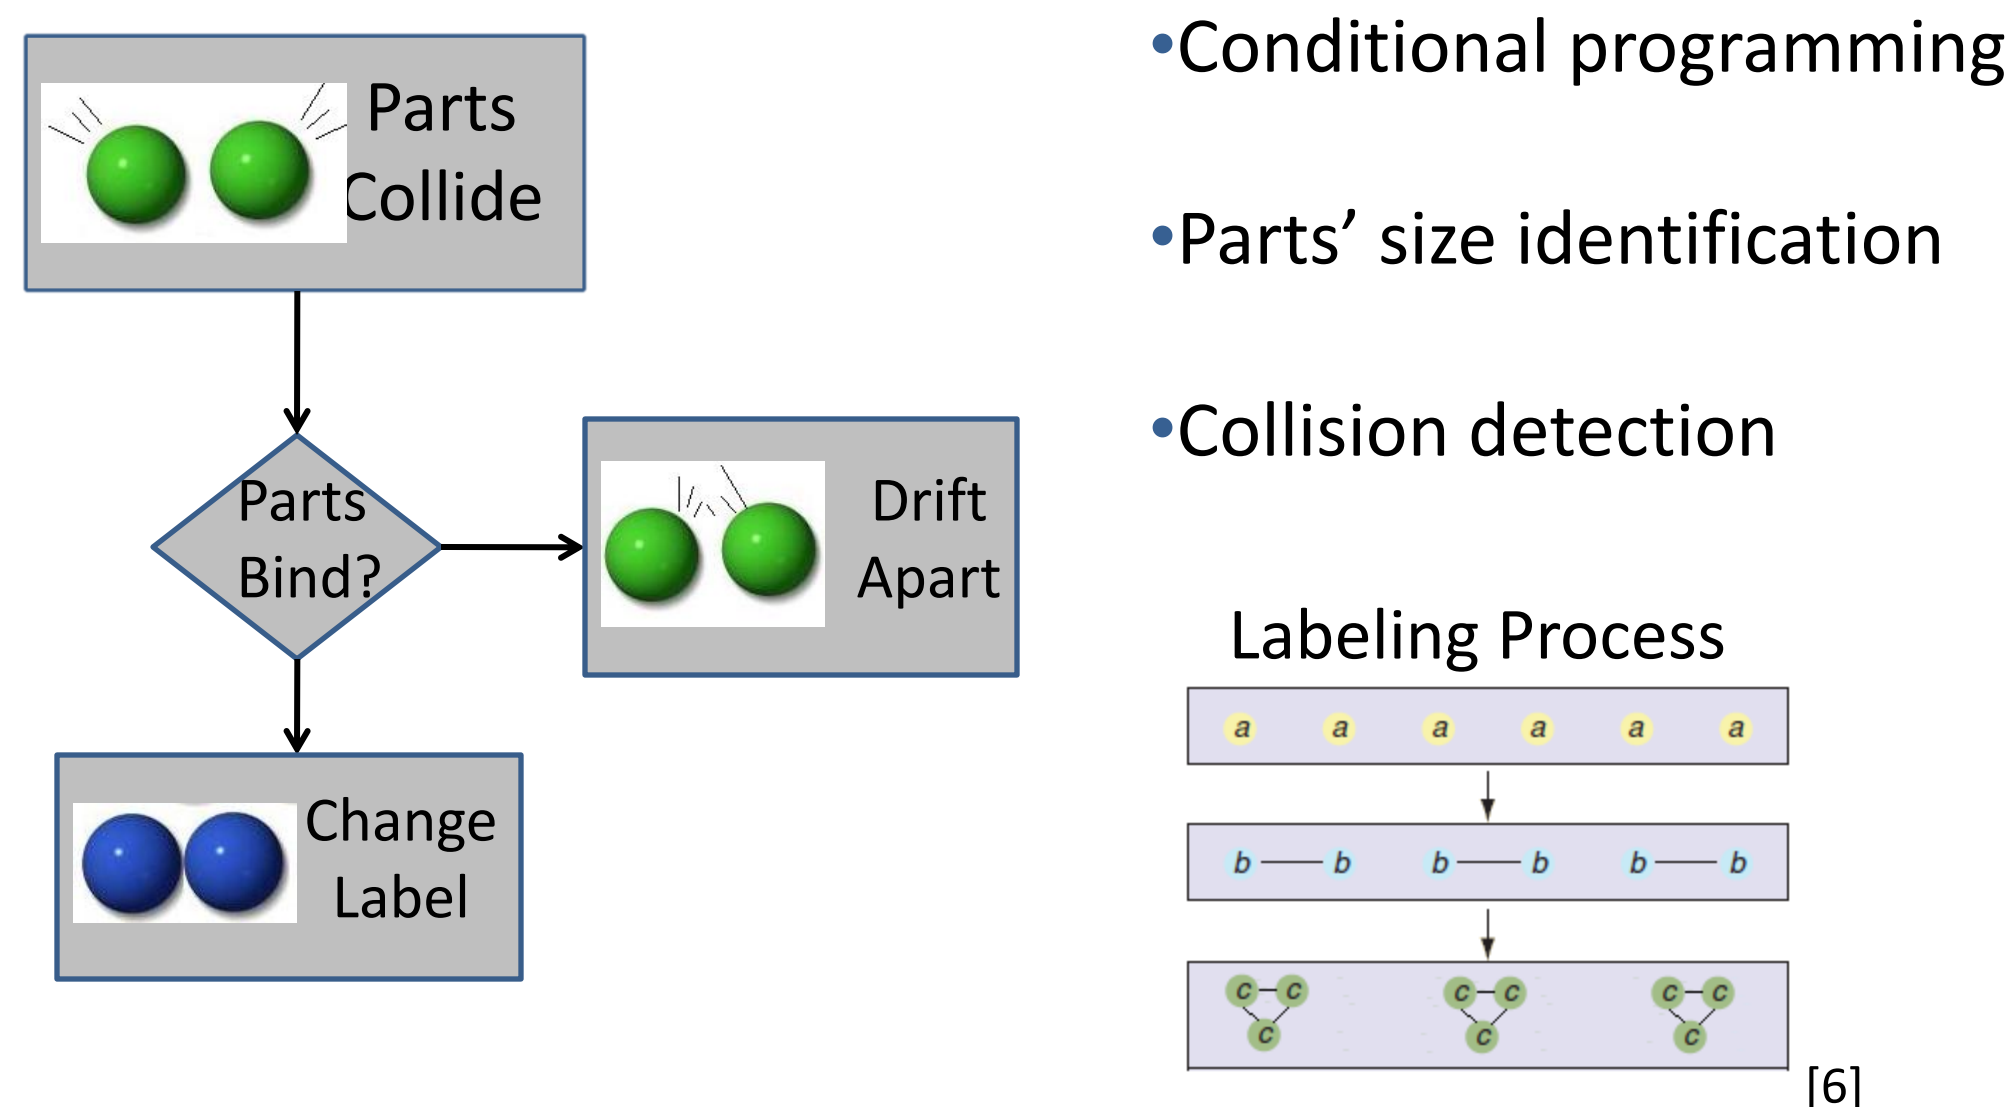 Parts
Collide
Parts
Bind?
Drift
Apart
Change
Label
•Conditional programming
•Parts’ size identification
•Collision detection
Labeling Process
a a a a a a
b b b b b b
c c c c c c
c c c
[6]